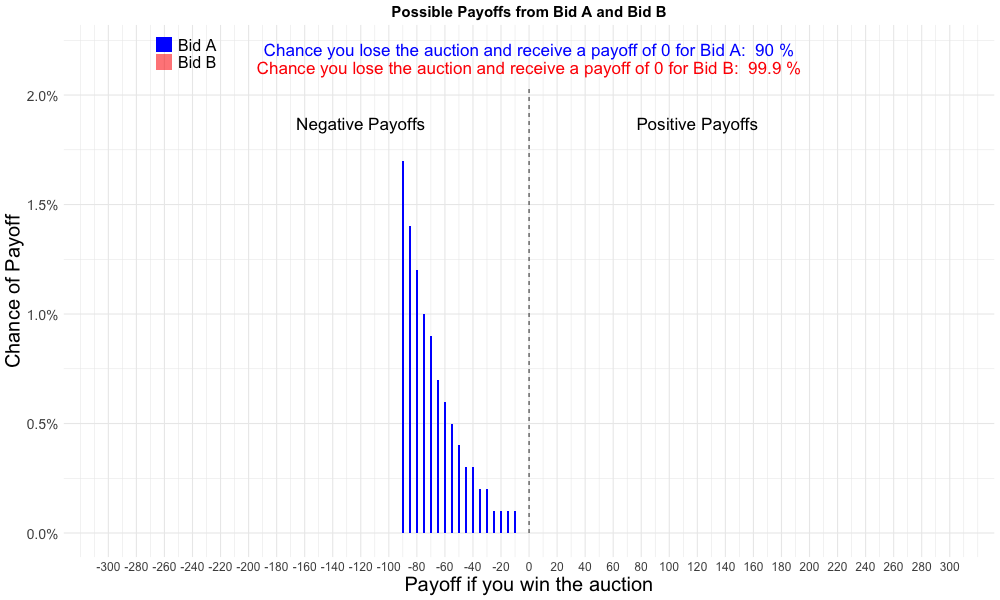 Possible Payoffs from Bid A and Bid B
Bid A
Bid B
Chance you lose the auction and receive a payoff of 0 for Bid A:  90 %
Chance you lose the auction and receive a payoff of 0 for Bid B:  99.9 %
Negative Payoffs
Positive Payoffs
Chance of Payoff
2.0%
1.5%
1.0%
0.5%
0.0%
-300 -280 -260 -240 -220 -200 -180 -160 -140 -120 -100 -80 -60 -40 -20 0 20 40 60 80 100 120 140 160 180 200 220 240 260 280 300
Payoff if you win the auction